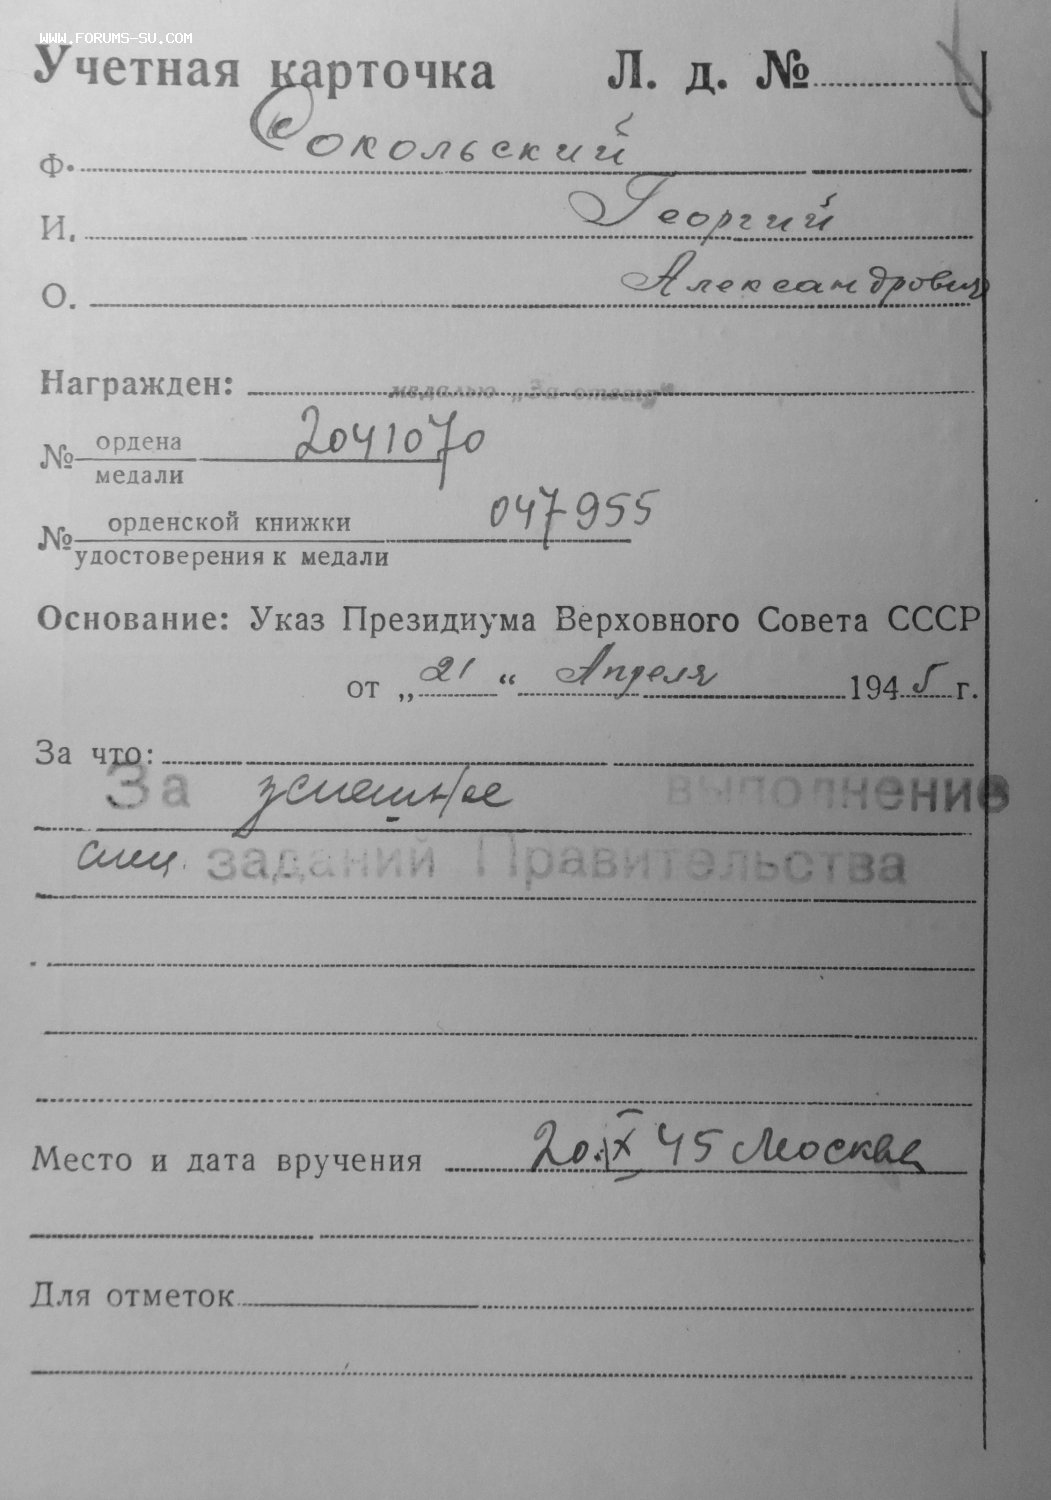 WWW.FORUMS-SU.COM
Учетная карточка Л. д. №
Ф. Сокольский
И. Георгий
О. Александрович
Награжден: медалью „За отвагу"
№ ордена 2041070
медали
№ орденской книжки 047955
удостоверения к медали
Основание: Указ Президиума Верховного Совета СССР
от „21“ Апреля 1945 г.
За что:
За успешное выполнение
спец. заданий Правительства
Место и дата вручения 20.IX 45 Москва
Для отметок